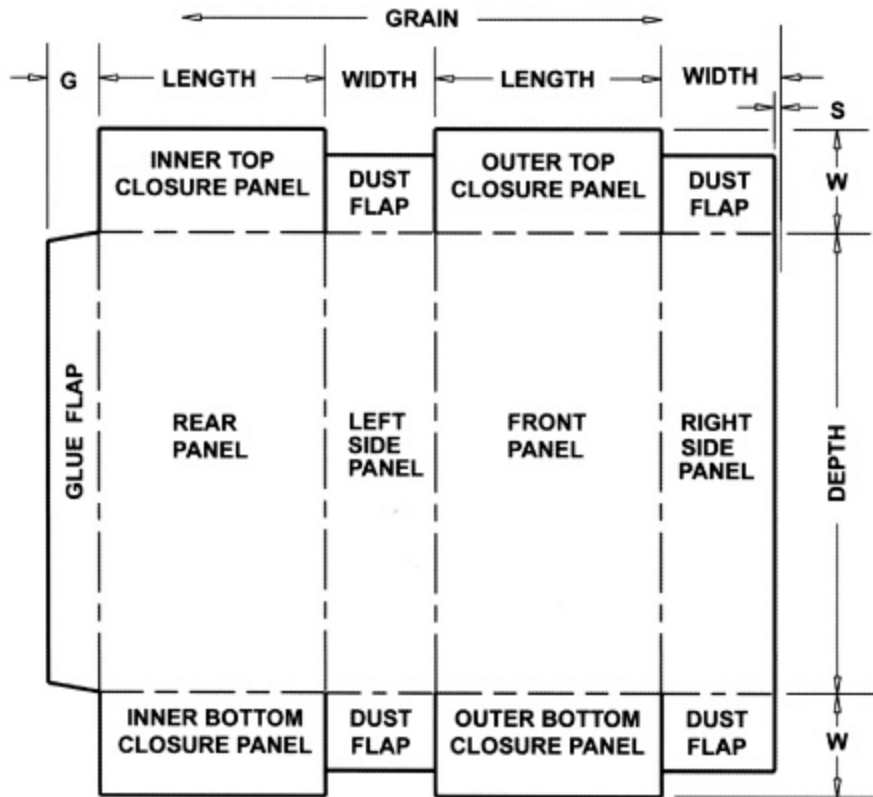 GRAIN
G
LENGTH
WIDTH
LENGTH
WIDTH
S
INNER TOP
CLOSURE PANEL
DUST
FLAP
OUTER TOP
CLOSURE PANEL
DUST
FLAP
W
GLUE FLAP
REAR
PANEL
LEFT
SIDE
PANEL
FRONT
PANEL
RIGHT
SIDE
PANEL
DEPTH
INNER BOTTOM
CLOSURE PANEL
DUST
FLAP
OUTER BOTTOM
CLOSURE PANEL
DUST
FLAP
W